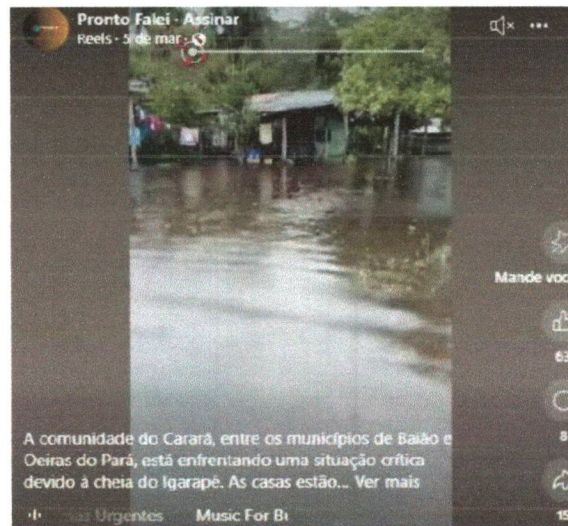 Pronto Falei · Assinar
Reels · 5 de mar ·
Mande você
63
A comunidade do Carará, entre os municípios de Baião e
Oeiras do Pará, está enfrentando uma situação crítica
devido à cheia do Igarapé. As casas estão... Ver mais
8
15
Urgentes Music For